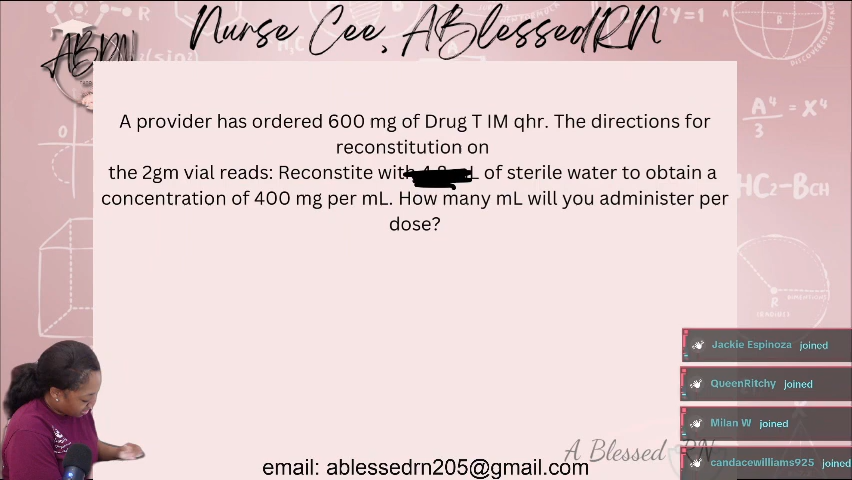 Nurse Cee, ABlessedRN
ABRN
A provider has ordered 600 mg of Drug T IM qhr. The directions for
reconstitution on
the 2gm vial reads: Reconstite with L of sterile water to obtain a
concentration of 400 mg per mL. How many mL will you administer per
dose?
Jackie Espinoza joined
QueenRitchy joined
Milan W joined
candacewilliams925 joined
A Blessed RN
email: ablessedrn205@gmail.com